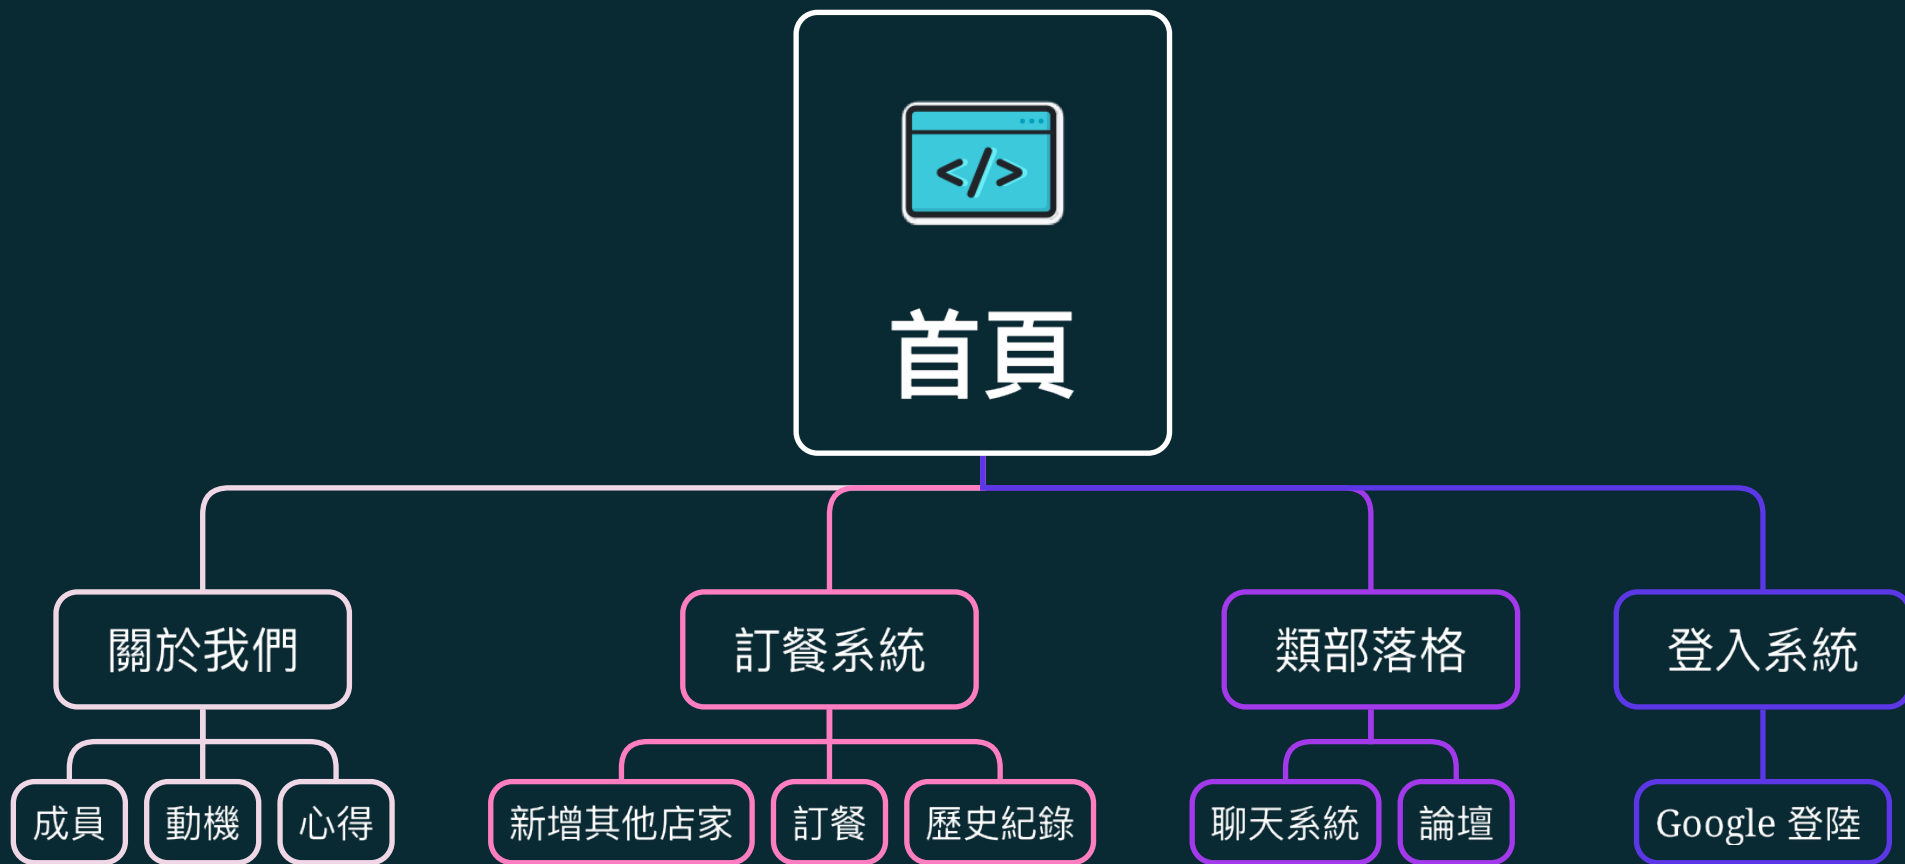 </>
首頁
關於我們
訂餐系統
類部落格
登入系統
成員
動機
心得
新增其他店家
訂餐
歷史紀錄
聊天系統
論壇
Google 登陸